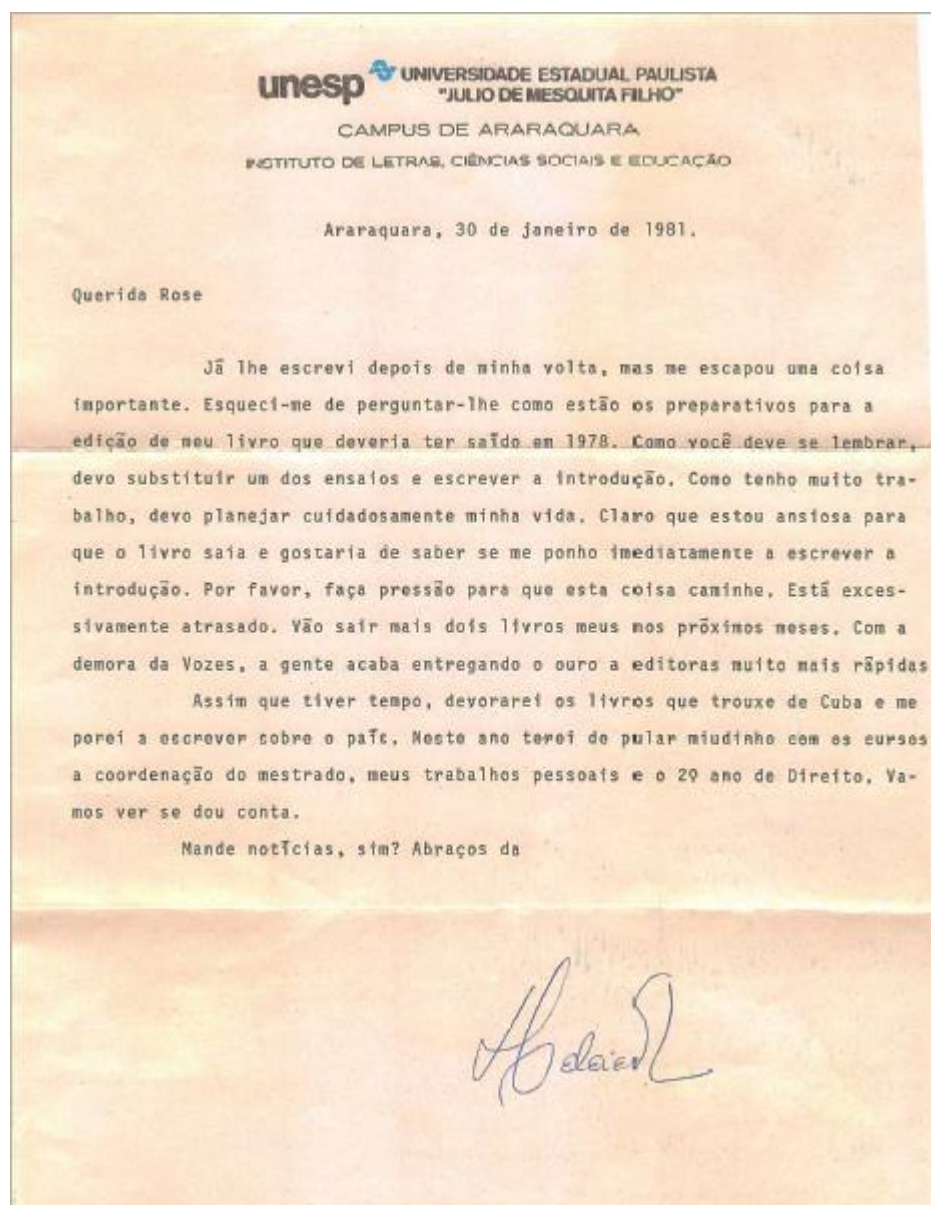 unesp UNIVERSIDADE ESTADUAL PAULISTA
"JULIO DE MESQUITA FILHO"
CAMPUS DE ARARAQUARA
INSTITUTO DE LETRAS, CIÊNCIAS SOCIAIS E EDUCAÇÃO
Araraquara, 30 de janeiro de 1981.
Querida Rose
Já lhe escrevi depois de minha volta, mas me escapou uma coisa
importante. Esqueci-me de perguntar-lhe como estão os preparativos para a
edição de meu livro que deveria ter saído em 1978. Como você deve se lembrar,
devo substituir um dos ensaios e escrever a introdução. Como tenho muito tra-
balho, devo planejar cuidadosamente minha vida. Claro que estou ansiosa para
que o livro saia e gostaria de saber se me ponho imediatamente a escrever a
introdução. Por favor, faça pressão para que esta coisa caminhe. Está exces-
sivamente atrasado. Vão sair mais dois livros meus nos próximos meses. Com a
demora da Vozes, a gente acaba entregando o ouro a editoras muito mais rápidas
Assim que tiver tempo, devorarei os livros que trouxe de Cuba e me
porei a escrever sobre o país. Neste ano terei de pular miudinho com os cursos
a coordenação do mestrado, meus trabalhos pessoais e o 2º ano de Direito. Va-
mos ver se dou conta.
Mande notícias, sim? Abraços da